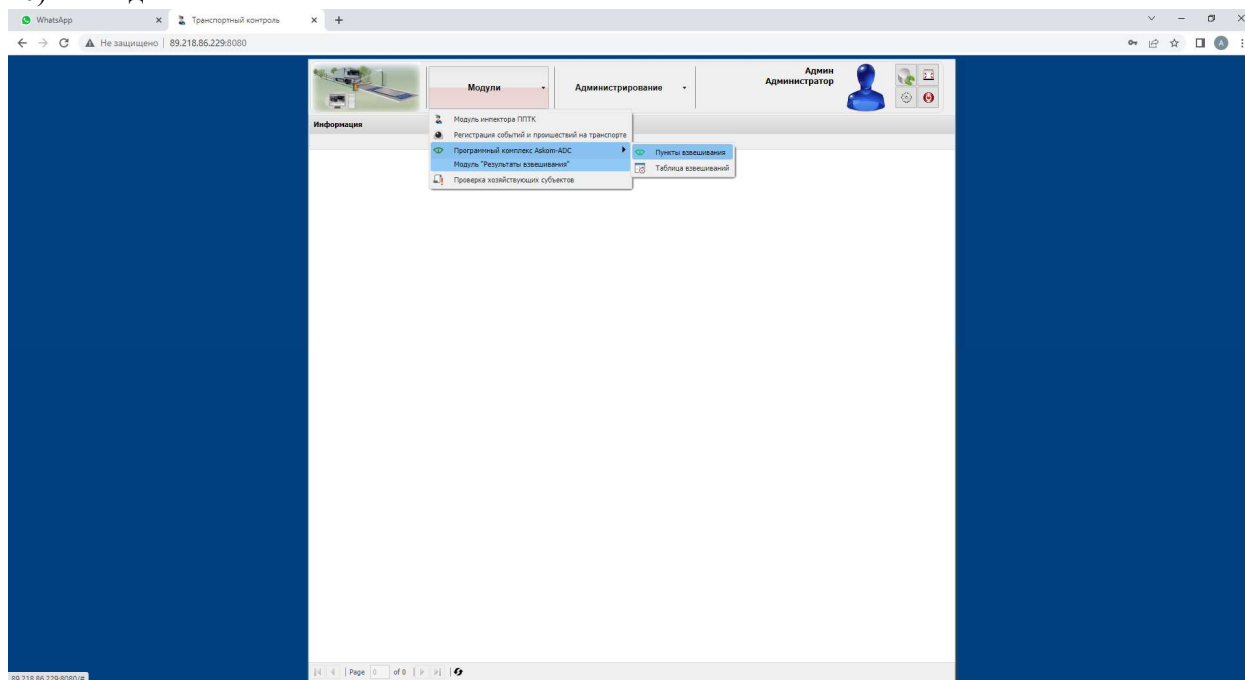 WhatsApp
Транспортный контроль
Не защищено | 89.218.86.229:8080
Модули
Администрирование
Админ
Администратор
Информация
Модуль инпектора ППТК
Регистрация событий и проишествий на транспорте
Программный комплекс Askom-ADC
Пункты взвешивания
Модуль "Результаты взвешивания"
Таблица взвешиваний
Проверка хозяйствующих субъектов
Page 0 of 0
89.218.86.229:8080/#